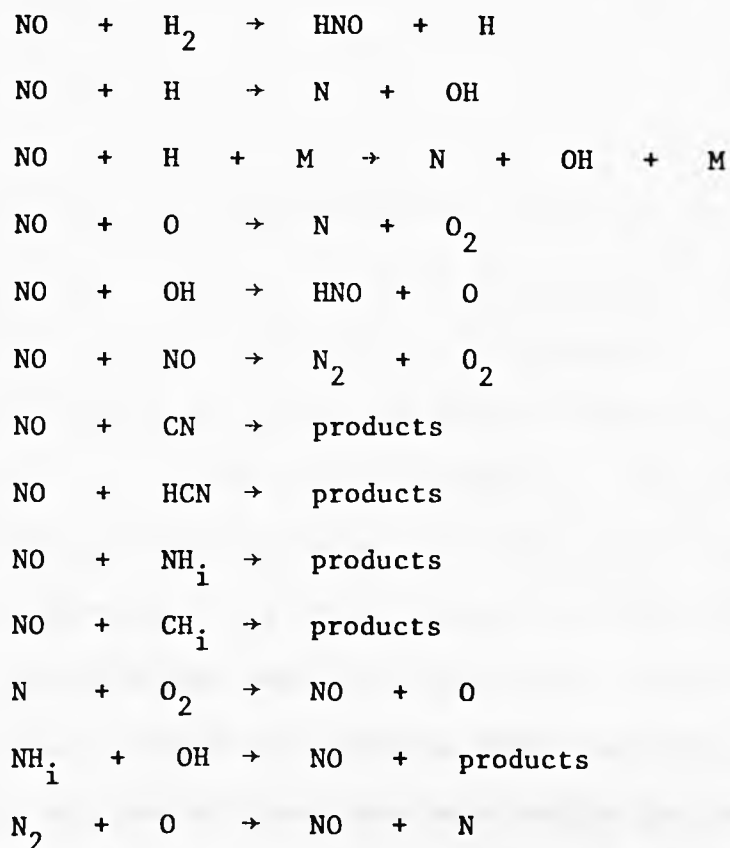 NO + H₂ → HNO + H
NO + H → N + OH
NO + H + M → N + OH + M
NO + O → N + O₂
NO + OH → HNO + O
NO + NO → N₂ + O₂
NO + CN → products
NO + HCN → products
NO + NHᵢ → products
NO + CHᵢ → products
N + O₂ → NO + O
NHᵢ + OH → NO + products
N₂ + O → NO + N